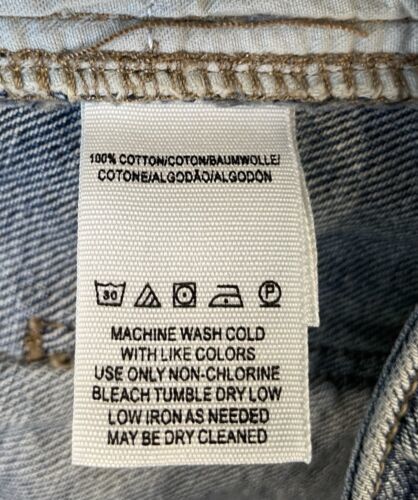 100% COTTON/COTON/BAUMWOLLE/
COTONE/ALGODÃO/ALGODÓN
30 P
MACHINE WASH COLD
WITH LIKE COLORS
USE ONLY NON-CHLORINE
BLEACH TUMBLE DRY LOW
LOW IRON AS NEEDED
MAY BE DRY CLEANED